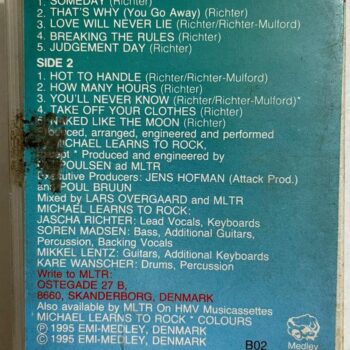 1. SOMEDAY (Richter)
2. THAT'S WHY (You Go Away) (Richter)
3. LOVE WILL NEVER LIE (Richter/Richter-Mulford)
4. BREAKING THE RULES (Richter)
5. JUDGEMENT DAY (Richter)
SIDE 2
1. HOT TO HANDLE (Richter/Richter-Mulford)
2. HOW MANY HOURS (Richter)
3. YOU'LL NEVER KNOW (Richter/Richter-Mulford)*
4. TAKE OFF YOUR CLOTHES (Richter)
NAKED LIKE THE MOON (Richter)
produced, arranged, engineered and performed
MICHAEL LEARNS TO ROCK,
* Produced and engineered by
POULSEN ad MLTR
Executive Producers: JENS HOFMAN (Attack Prod.)
and POUL BRUUN
Mixed by LARS OVERGAARD and MLTR
MICHAEL LEARNS TO ROCK:
JASCHA RICHTER: Lead Vocals, Keyboards
SOREN MADSEN: Bass, Additional Guitars,
Percussion, Backing Vocals
MIKKEL LENTZ: Guitars, Additional Keyboards
KARE WANSCHER: Drums, Percussion
Write to MLTR:
OSTEGADE 27 B,
8660, SKANDERBORG, DENMARK
Also available by MLTR On HMV Musicassettes
MICHAEL LEARNS TO ROCK * COLOURS
Ⓟ 1995 EMI-MEDLEY, DENMARK
© 1995 EMI-MEDLEY, DENMARK
B02
Medley